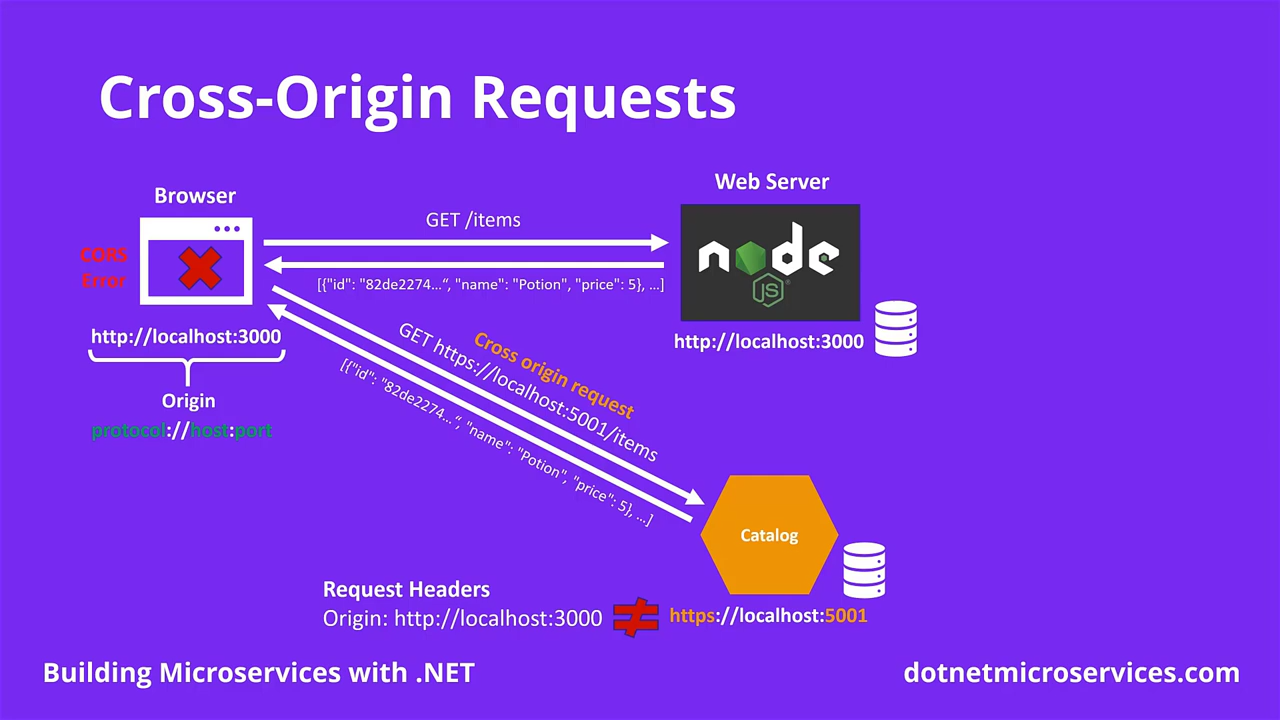 Cross-Origin Requests
Browser
Web Server
GET /items
CORS
Error
[{"id": "82de2274…“, "name": "Potion", "price": 5}, …]
node
JS
http://localhost:3000
http://localhost:3000
Cross origin request
GET https://localhost:5001/items
[{"id": "82de2274…“, "name": "Potion", "price": 5}, …]
Origin
protocol://host:port
Catalog
Request Headers
Origin: http://localhost:3000
≠
https://localhost:5001
Building Microservices with .NET
dotnetmicroservices.com